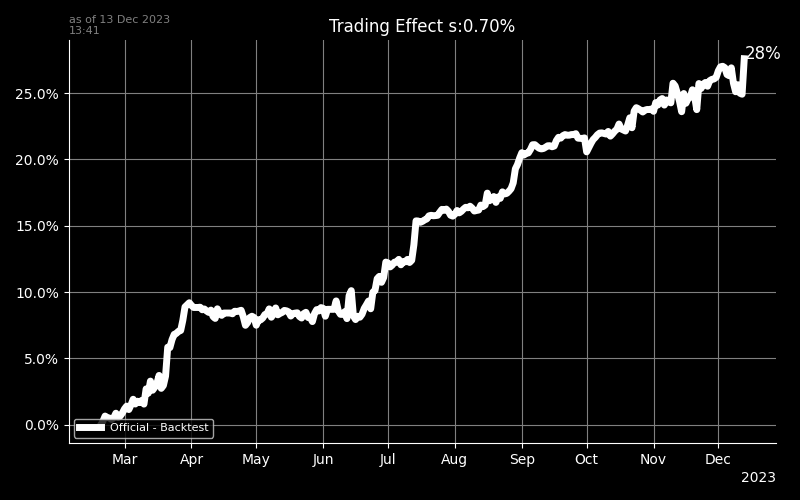 as of 13 Dec 2023
13:41
Trading Effect s:0.70%
28%
25.0%
20.0%
15.0%
10.0%
5.0%
0.0%
Official - Backtest
Mar Apr May Jun Jul Aug Sep Oct Nov Dec
2023